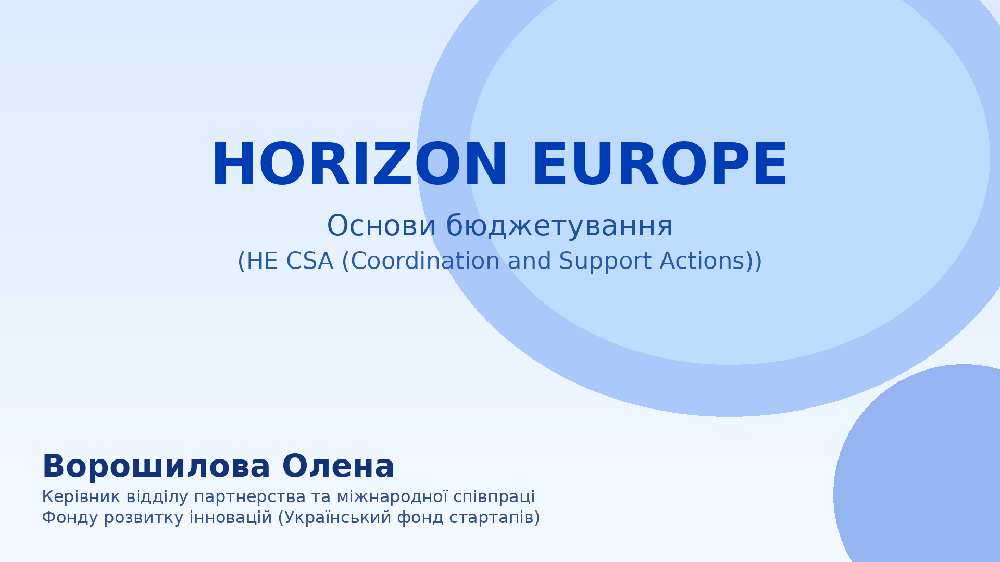 HORIZON EUROPE
Основи бюджетування
(HE CSA (Coordination and Support Actions))
Ворошилова Олена
Керівник відділу партнерства та міжнародної співпраці
Фонду розвитку інновацій (Український фонд стартапів)